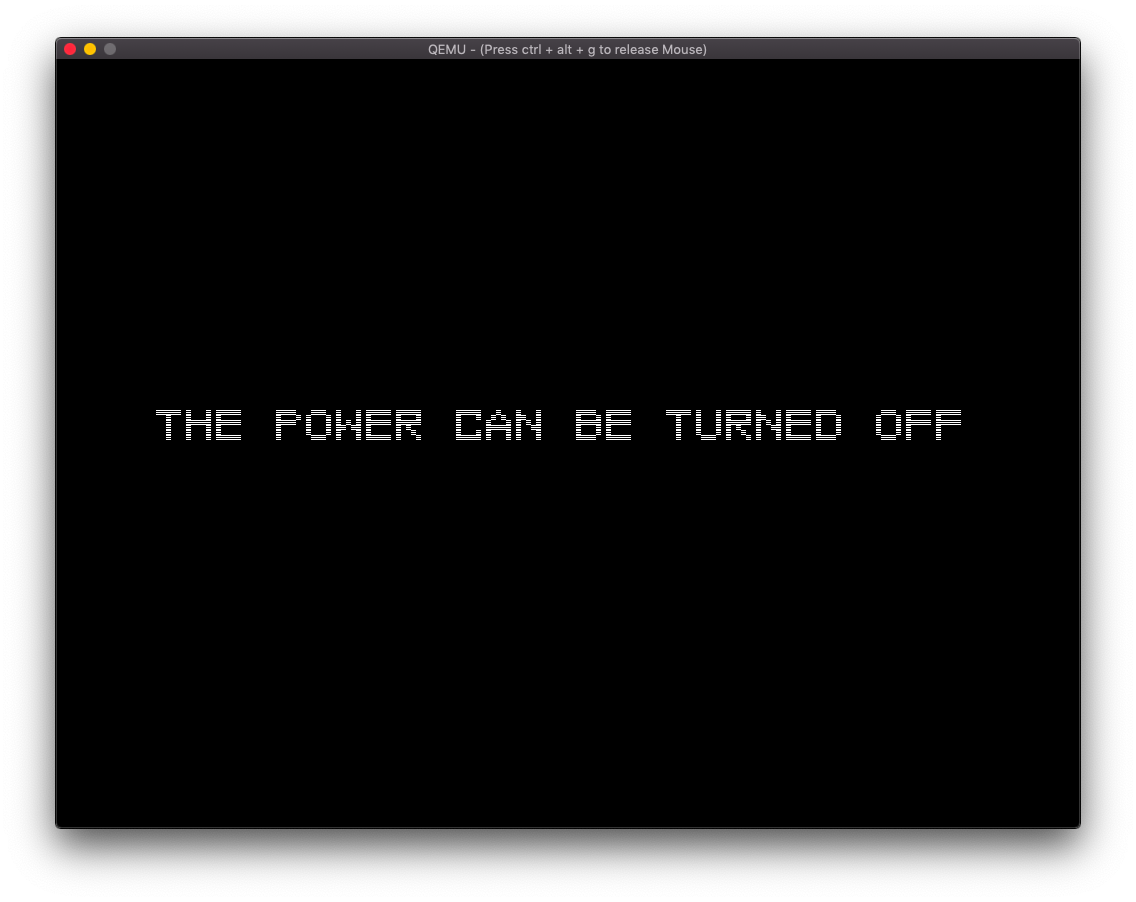 QEMU - (Press ctrl + alt + g to release Mouse)
THE POWER CAN BE TURNED OFF